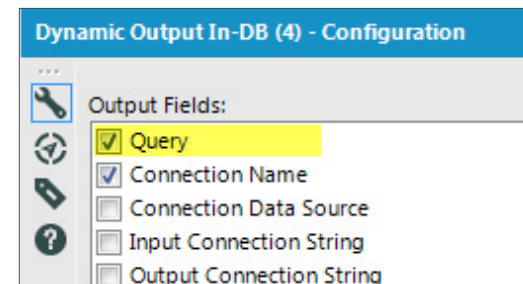 Dynamic Output In-DB (4) - Configuration
Output Fields:
Query
Connection Name
Connection Data Source
Input Connection String
Output Connection String